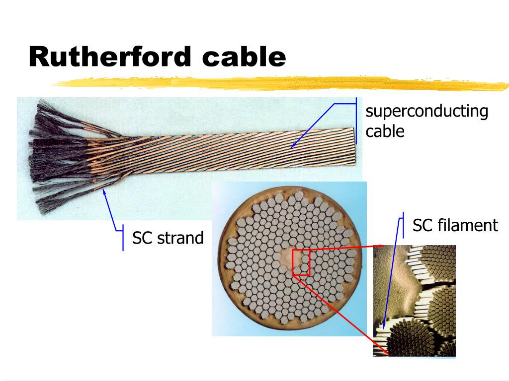 Rutherford cable
superconducting
cable
SC strand
SC filament